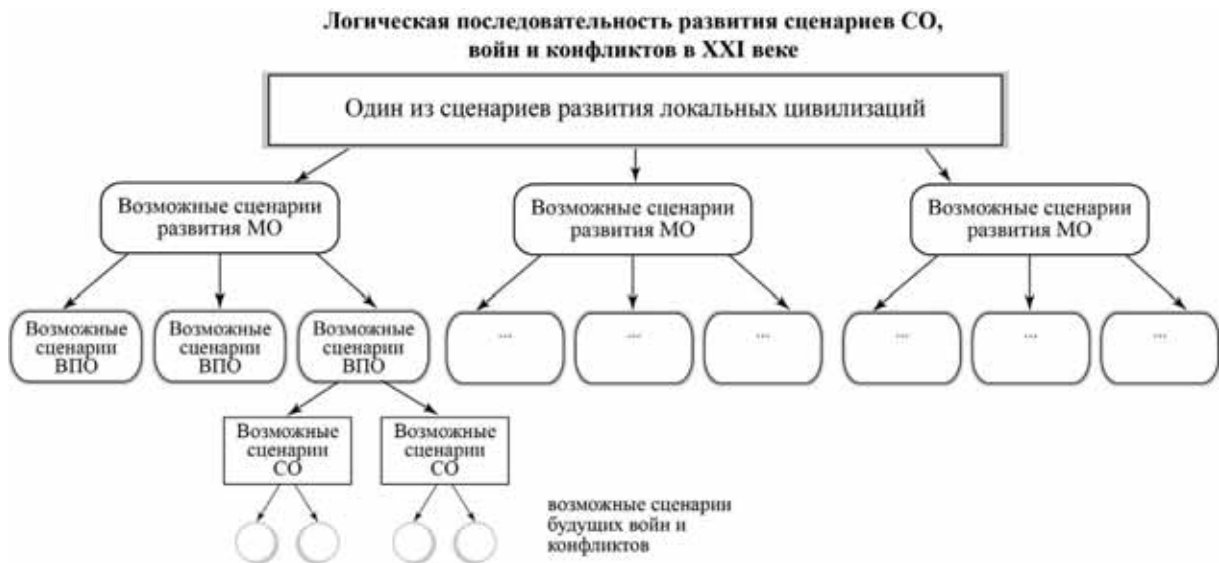 Логическая последовательность развития сценариев СО,
войн и конфликтов в XXI веке
Один из сценариев развития локальных цивилизаций
Возможные сценарии
развития МО
Возможные сценарии
развития МО
Возможные сценарии
развития МО
Возможные
сценарии
ВПО
Возможные
сценарии
ВПО
Возможные
сценарии
ВПО
...
...
...
...
...
...
Возможные
сценарии
СО
Возможные
сценарии
СО
возможные сценарии
будущих войн и
конфликтов